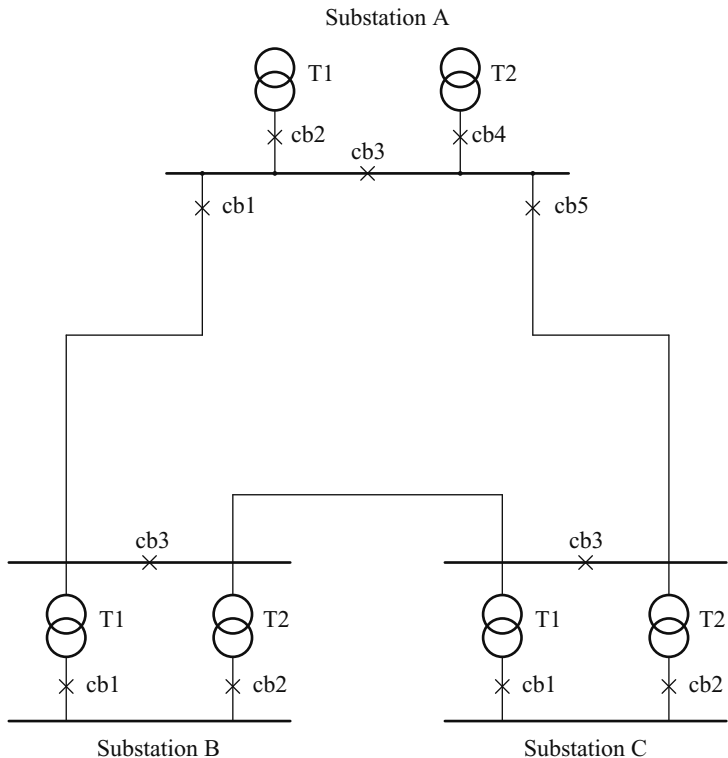 Substation A
T1
T2
cb2
cb3
cb4
cb1
cb5
cb3
cb3
T1
T2
T1
T2
cb1
cb2
cb1
cb2
Substation B
Substation C